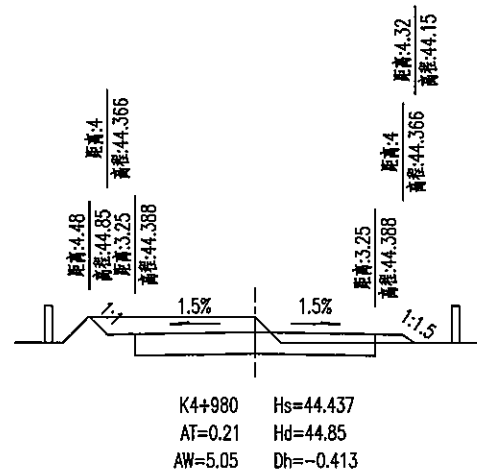 距离:4.32
高程:44.15
距离:4
高程:44.366
距离:4
高程:44.366
距离:4.48
高程:44.85
距离:3.25
高程:44.388
距离:3.25
高程:44.388
1:1
1.5%
1.5%
1:1.5
K4+980
Hs=44.437
AT=0.21
Hd=44.85
AW=5.05
Dh=-0.413